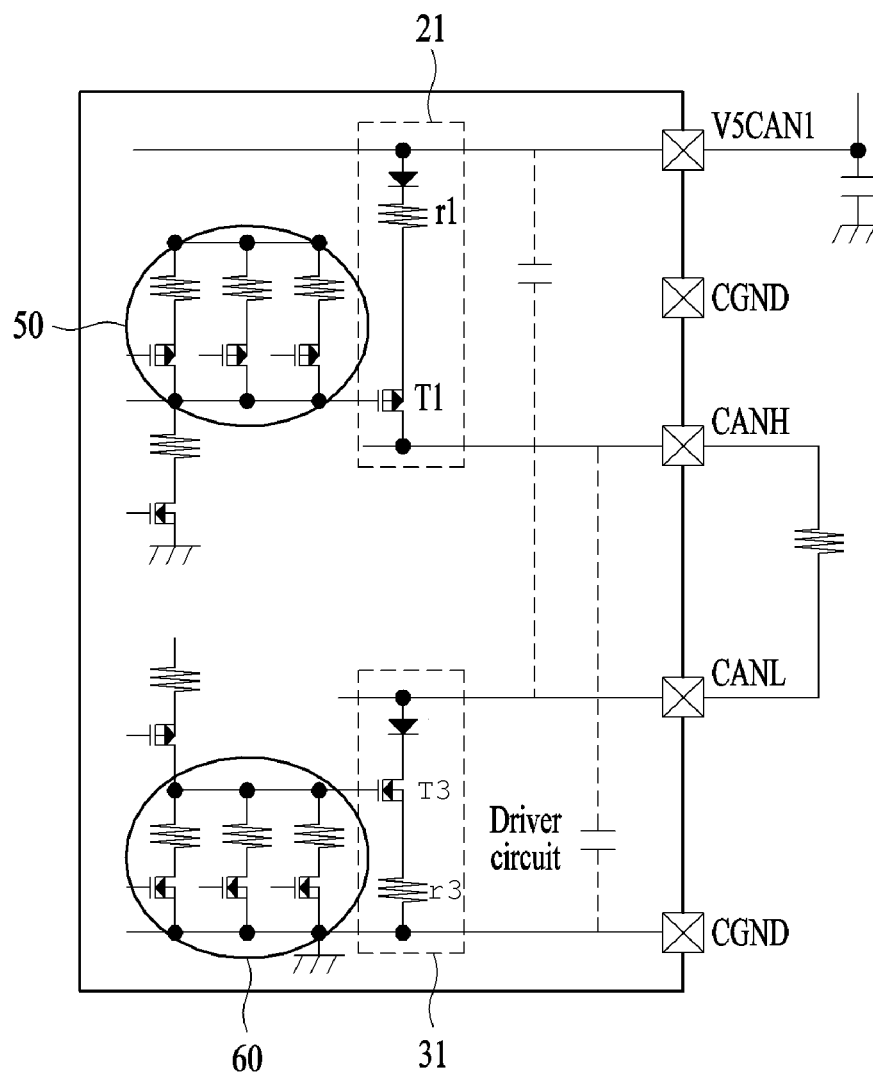 21
V5CAN1
r1
CGND
50
T1
CANH
CANL
T3
Driver
circuit
r3
CGND
60
31